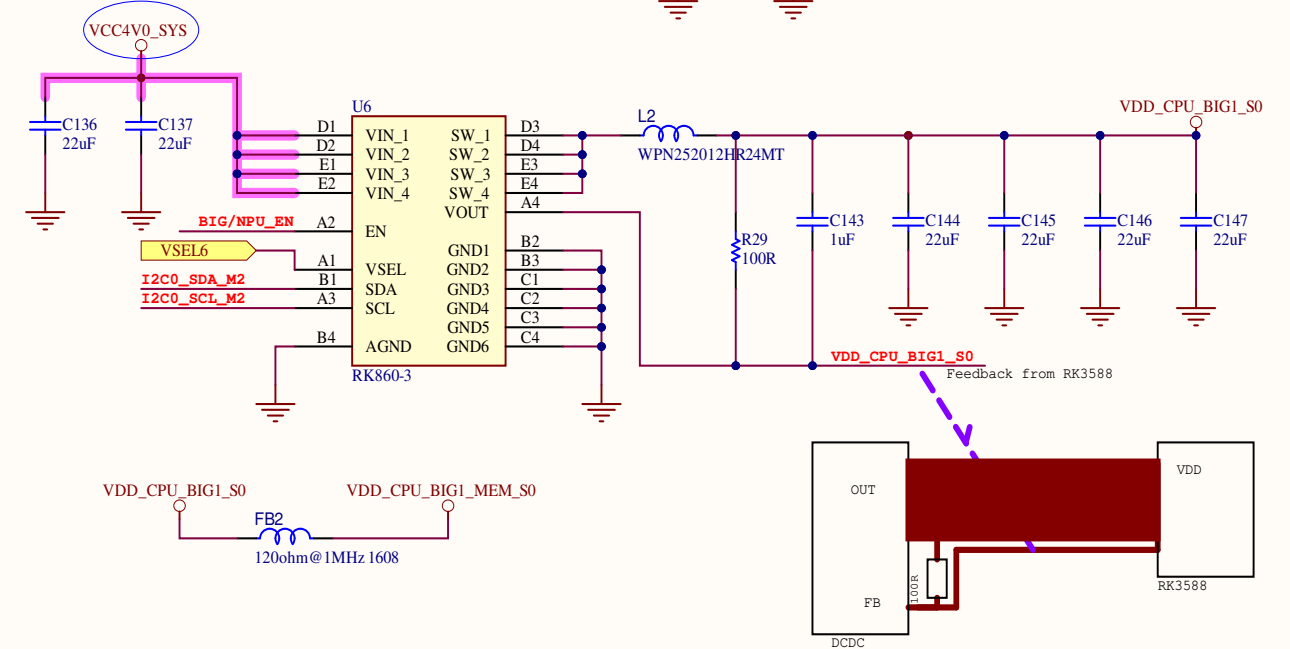 VCC4V0_SYS
C136
22uF
C137
22uF
U6
D1 VIN_1 SW_1 D3
D2 VIN_2 SW_2 D4
E1 VIN_3 SW_3 E3
E2 VIN_4 SW_4 E4
VOUT A4
BIG/NPU_EN A2 EN
GND1 B2
VSEL6 A1 VSEL GND2 B3
I2C0_SDA_M2 B1 SDA GND3 C1
I2C0_SCL_M2 A3 SCL GND4 C2
GND5 C3
B4 AGND GND6 C4
RK860-3
L2
WPN252012HR24MT
VDD_CPU_BIG1_S0
R29
100R
C143
1uF
C144
22uF
C145
22uF
C146
22uF
C147
22uF
VDD_CPU_BIG1_S0
Feedback from RK3588
VDD_CPU_BIG1_S0
VDD_CPU_BIG1_MEM_S0
FB2
120ohm@1MHz 1608
OUT
VDD
100R
FB
RK3588
DCDC